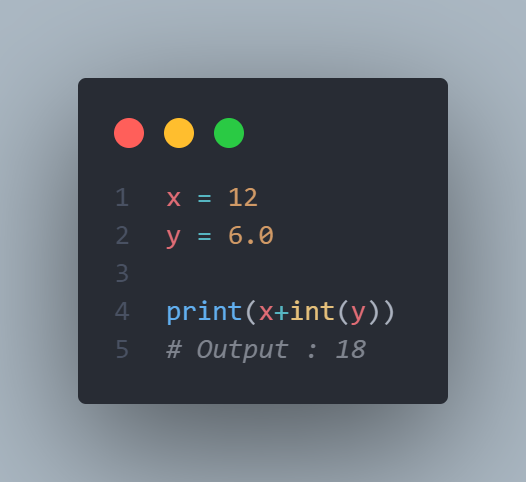 1 x = 12
2 y = 6.0
3
4 print(x+int(y))
5 # Output : 18